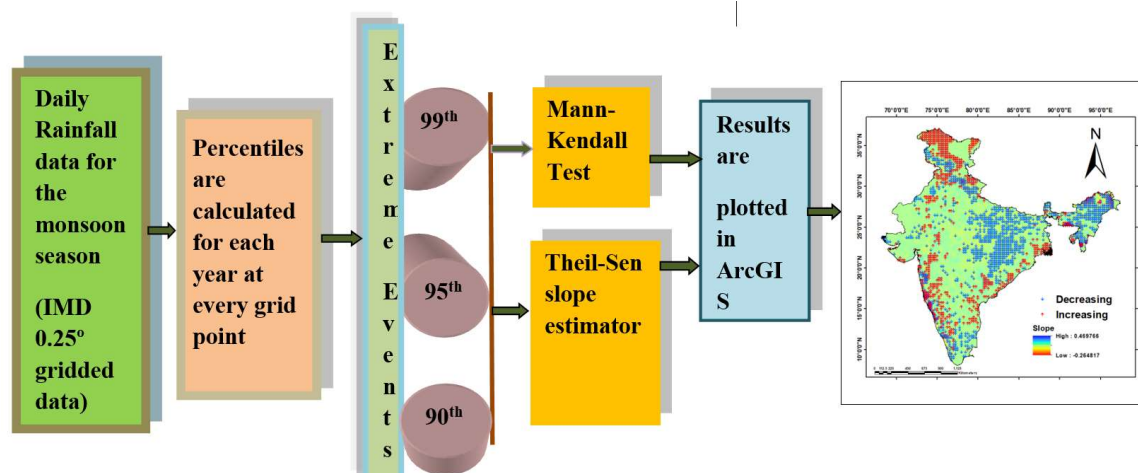 Daily
Rainfall
data for
the
monsoon
season
(IMD
0.25º
gridded
data)
Percentiles
are
calculated
for each
year at
every grid
point
Extreme Events
99th
95th
90th
Mann-
Kendall
Test
Theil-Sen
slope
estimator
Results
are
plotted
in
ArcGI
S
70°0'0"E 75°0'0"E 80°0'0"E 85°0'0"E 90°0'0"E 95°0'0"E
N
Decreasing
Increasing
Slope
High : 0.469766
Low : -0.264817